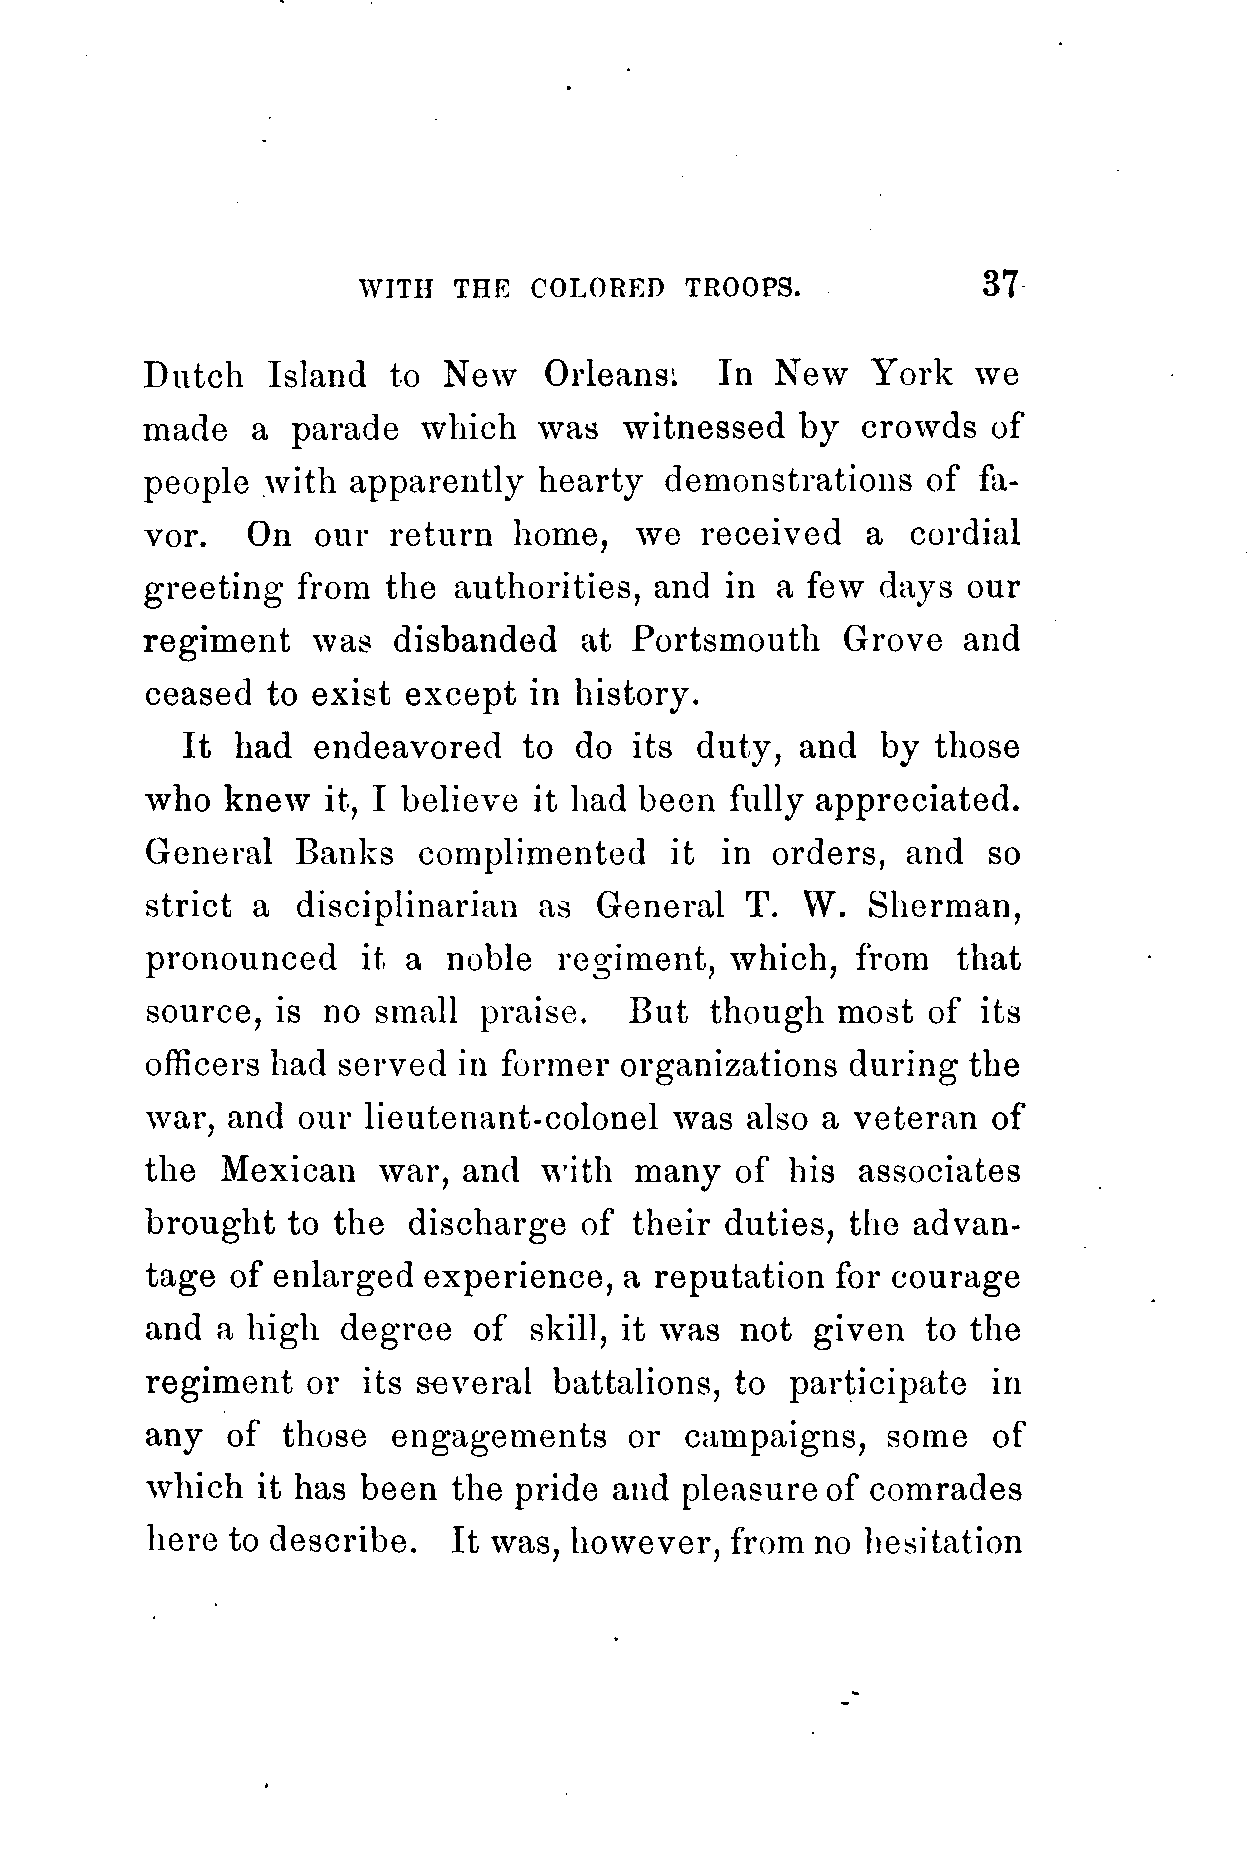 WITH THE COLORED TROOPS. 37
Dutch Island to New Orleans. In New York we
made a parade which was witnessed by crowds of
people with apparently hearty demonstrations of fa-
vor. On our return home, we received a cordial
greeting from the authorities, and in a few days our
regiment was disbanded at Portsmouth Grove and
ceased to exist except in history.
It had endeavored to do its duty, and by those
who knew it, I believe it had been fully appreciated.
General Banks complimented it in orders, and so
strict a disciplinarian as General T. W. Sherman,
pronounced it a noble regiment, which, from that
source, is no small praise. But though most of its
officers had served in former organizations during the
war, and our lieutenant-colonel was also a veteran of
the Mexican war, and with many of his associates
brought to the discharge of their duties, the advan-
tage of enlarged experience, a reputation for courage
and a high degree of skill, it was not given to the
regiment or its several battalions, to participate in
any of those engagements or campaigns, some of
which it has been the pride and pleasure of comrades
here to describe. It was, however, from no hesitation